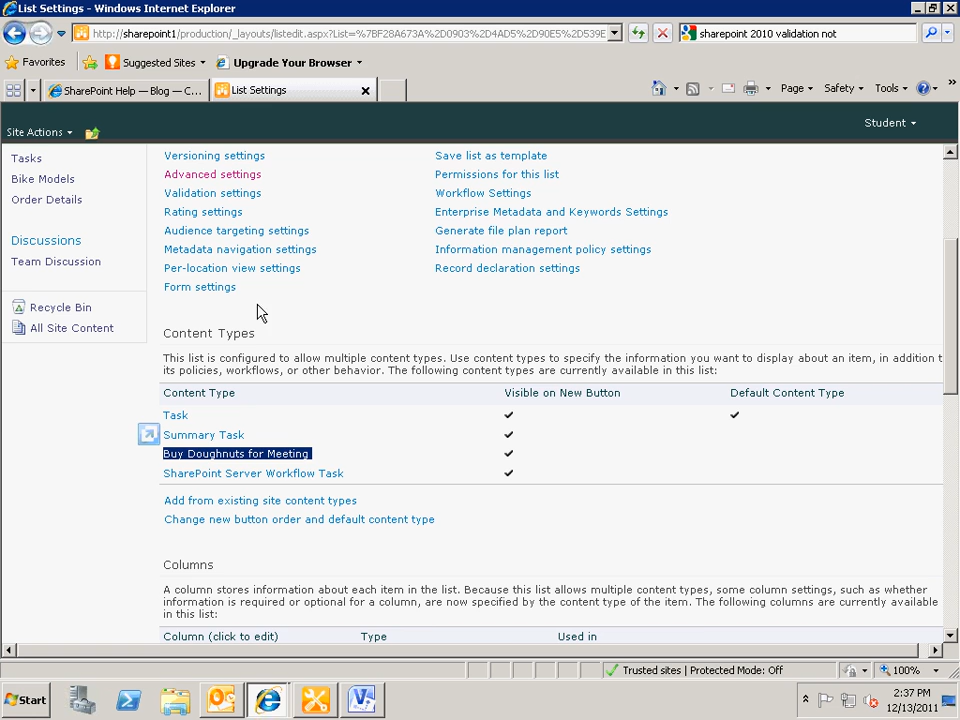 List Settings - Windows Internet Explorer
http://sharepoint1/production/_layouts/listedit.aspx?List=%7BF28A673A%2D0903%2D4AD5%2D90E5%2D539E
sharepoint 2010 validation not
Favorites
Suggested Sites
Upgrade Your Browser
SharePoint Help — Blog — C...
List Settings
Page
Safety
Tools
Site Actions
Student
Tasks
Bike Models
Order Details
Discussions
Team Discussion
Recycle Bin
All Site Content
Versioning settings
Advanced settings
Validation settings
Rating settings
Audience targeting settings
Metadata navigation settings
Per-location view settings
Form settings
Save list as template
Permissions for this list
Workflow Settings
Enterprise Metadata and Keywords Settings
Generate file plan report
Information management policy settings
Record declaration settings
Content Types
This list is configured to allow multiple content types. Use content types to specify the information you want to display about an item, in addition t
its policies, workflows, or other behavior. The following content types are currently available in this list:
Content Type Visible on New Button Default Content Type
Task
Summary Task
Buy Doughnuts for Meeting
SharePoint Server Workflow Task
Add from existing site content types
Change new button order and default content type
Columns
A column stores information about each item in the list. Because this list allows multiple content types, some column settings, such as whether
information is required or optional for a column, are now specified by the content type of the item. The following columns are currently available
in this list:
Column (click to edit) Type Used in
Trusted sites | Protected Mode: Off
100%
Start
2:37 PM
12/13/2011